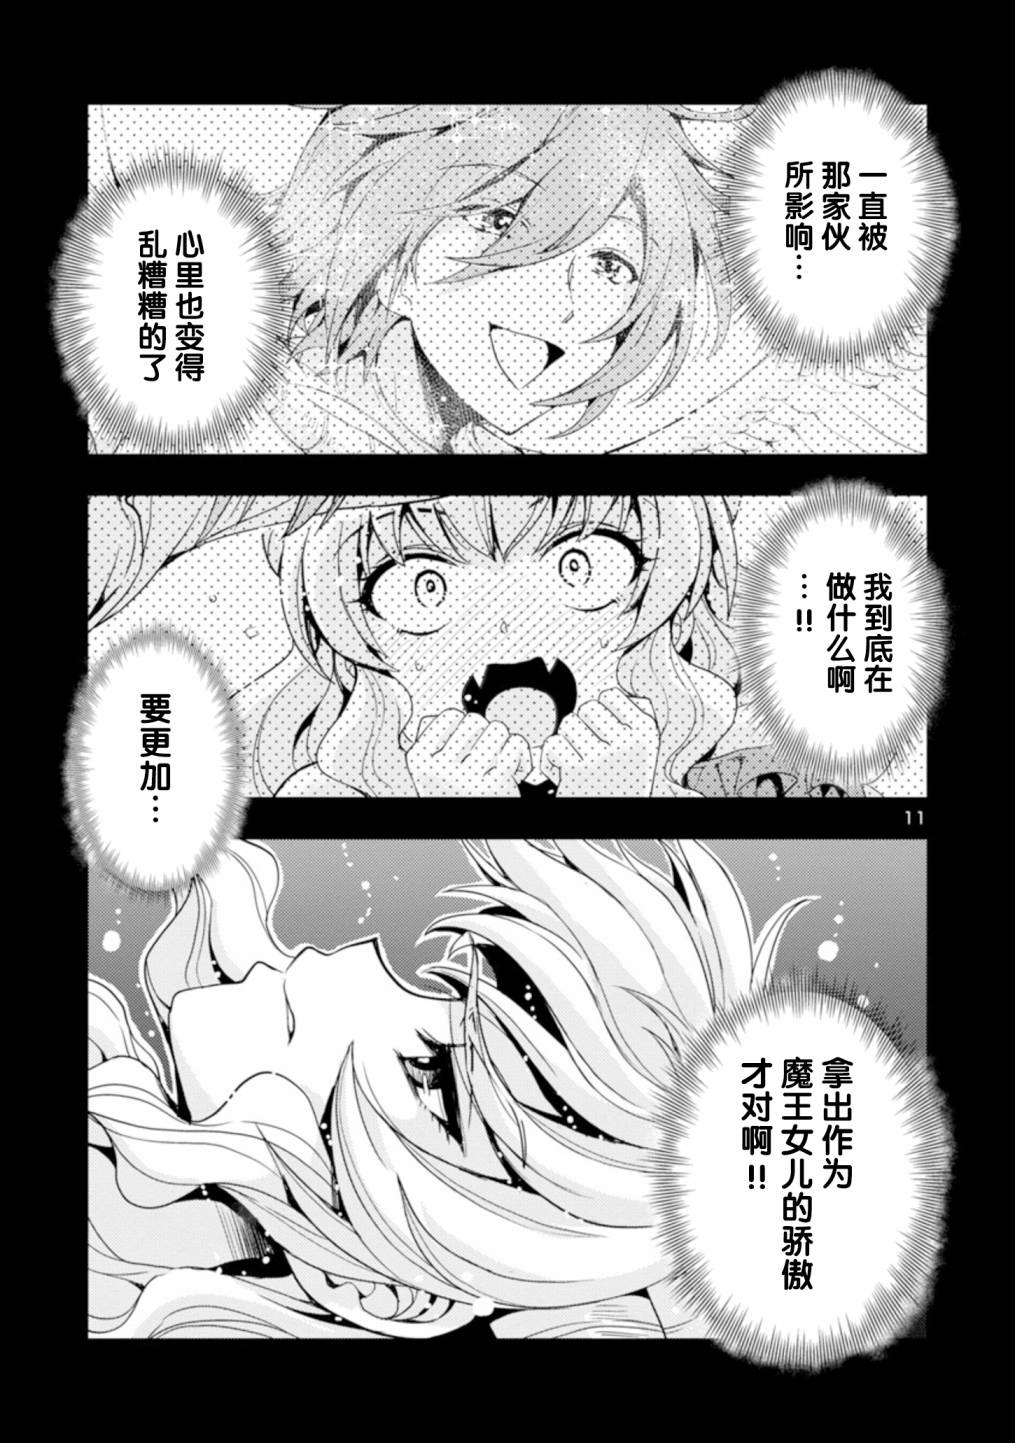 一直被
那家伙
所影响…
心里也变得
乱糟糟的了
我到底在
做什么啊
…!!
要更加…
11
拿出作为
魔王女儿的骄傲
才对啊!!